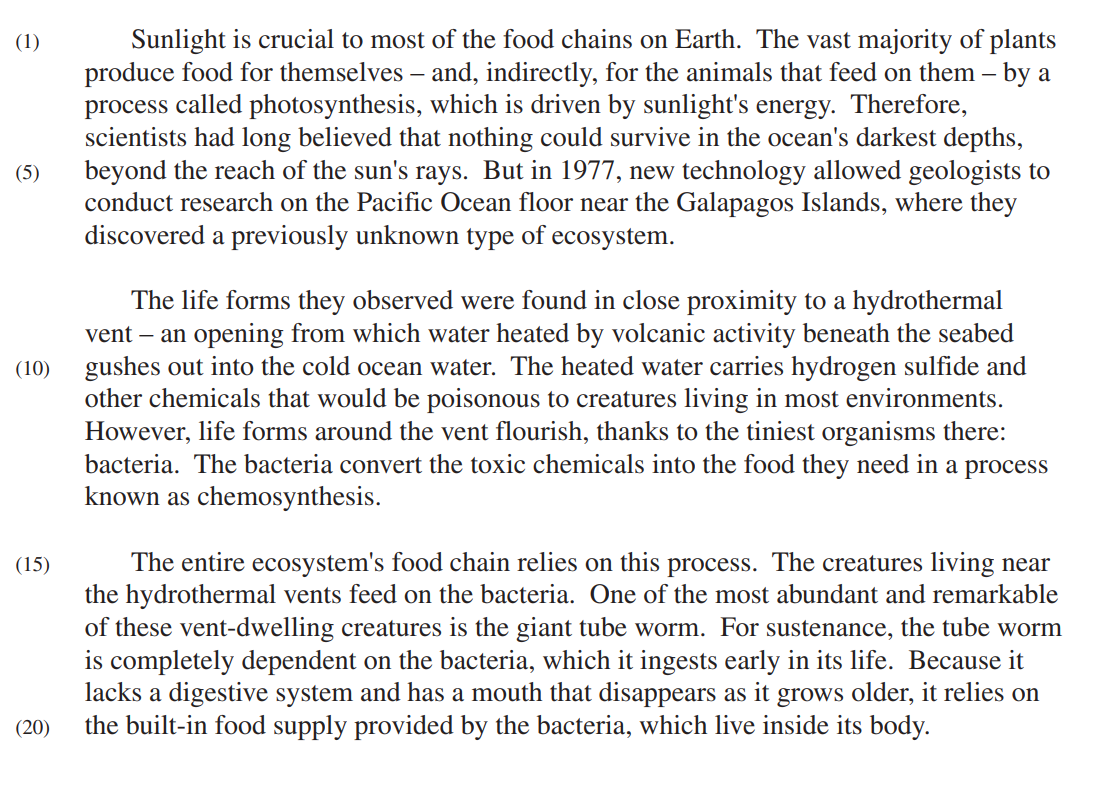 (1) Sunlight is crucial to most of the food chains on Earth. The vast majority of plants
produce food for themselves – and, indirectly, for the animals that feed on them – by a
process called photosynthesis, which is driven by sunlight's energy. Therefore,
scientists had long believed that nothing could survive in the ocean's darkest depths,
(5) beyond the reach of the sun's rays. But in 1977, new technology allowed geologists to
conduct research on the Pacific Ocean floor near the Galapagos Islands, where they
discovered a previously unknown type of ecosystem.
The life forms they observed were found in close proximity to a hydrothermal
vent – an opening from which water heated by volcanic activity beneath the seabed
(10) gushes out into the cold ocean water. The heated water carries hydrogen sulfide and
other chemicals that would be poisonous to creatures living in most environments.
However, life forms around the vent flourish, thanks to the tiniest organisms there:
bacteria. The bacteria convert the toxic chemicals into the food they need in a process
known as chemosynthesis.
(15) The entire ecosystem's food chain relies on this process. The creatures living near
the hydrothermal vents feed on the bacteria. One of the most abundant and remarkable
of these vent-dwelling creatures is the giant tube worm. For sustenance, the tube worm
is completely dependent on the bacteria, which it ingests early in its life. Because it
lacks a digestive system and has a mouth that disappears as it grows older, it relies on
(20) the built-in food supply provided by the bacteria, which live inside its body.